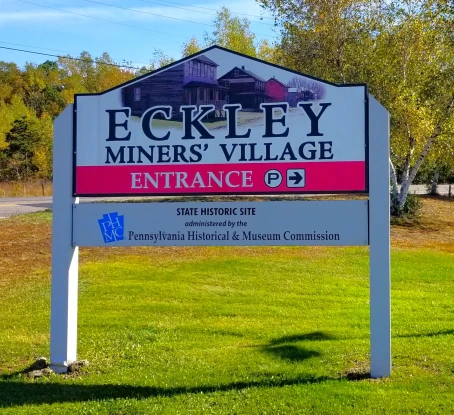 ECKLEY
MINERS' VILLAGE
ENTRANCE P
STATE HISTORIC SITE
administered by the
PHMC Pennsylvania Historical & Museum Commission